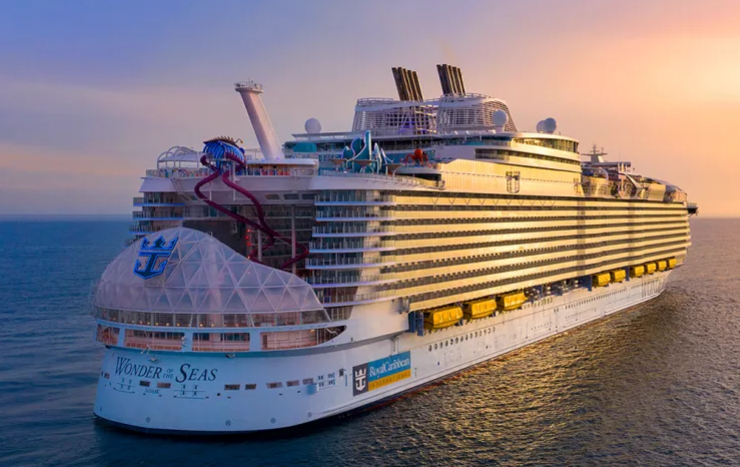 WONDER OF THE SEAS
RoyalCaribbean